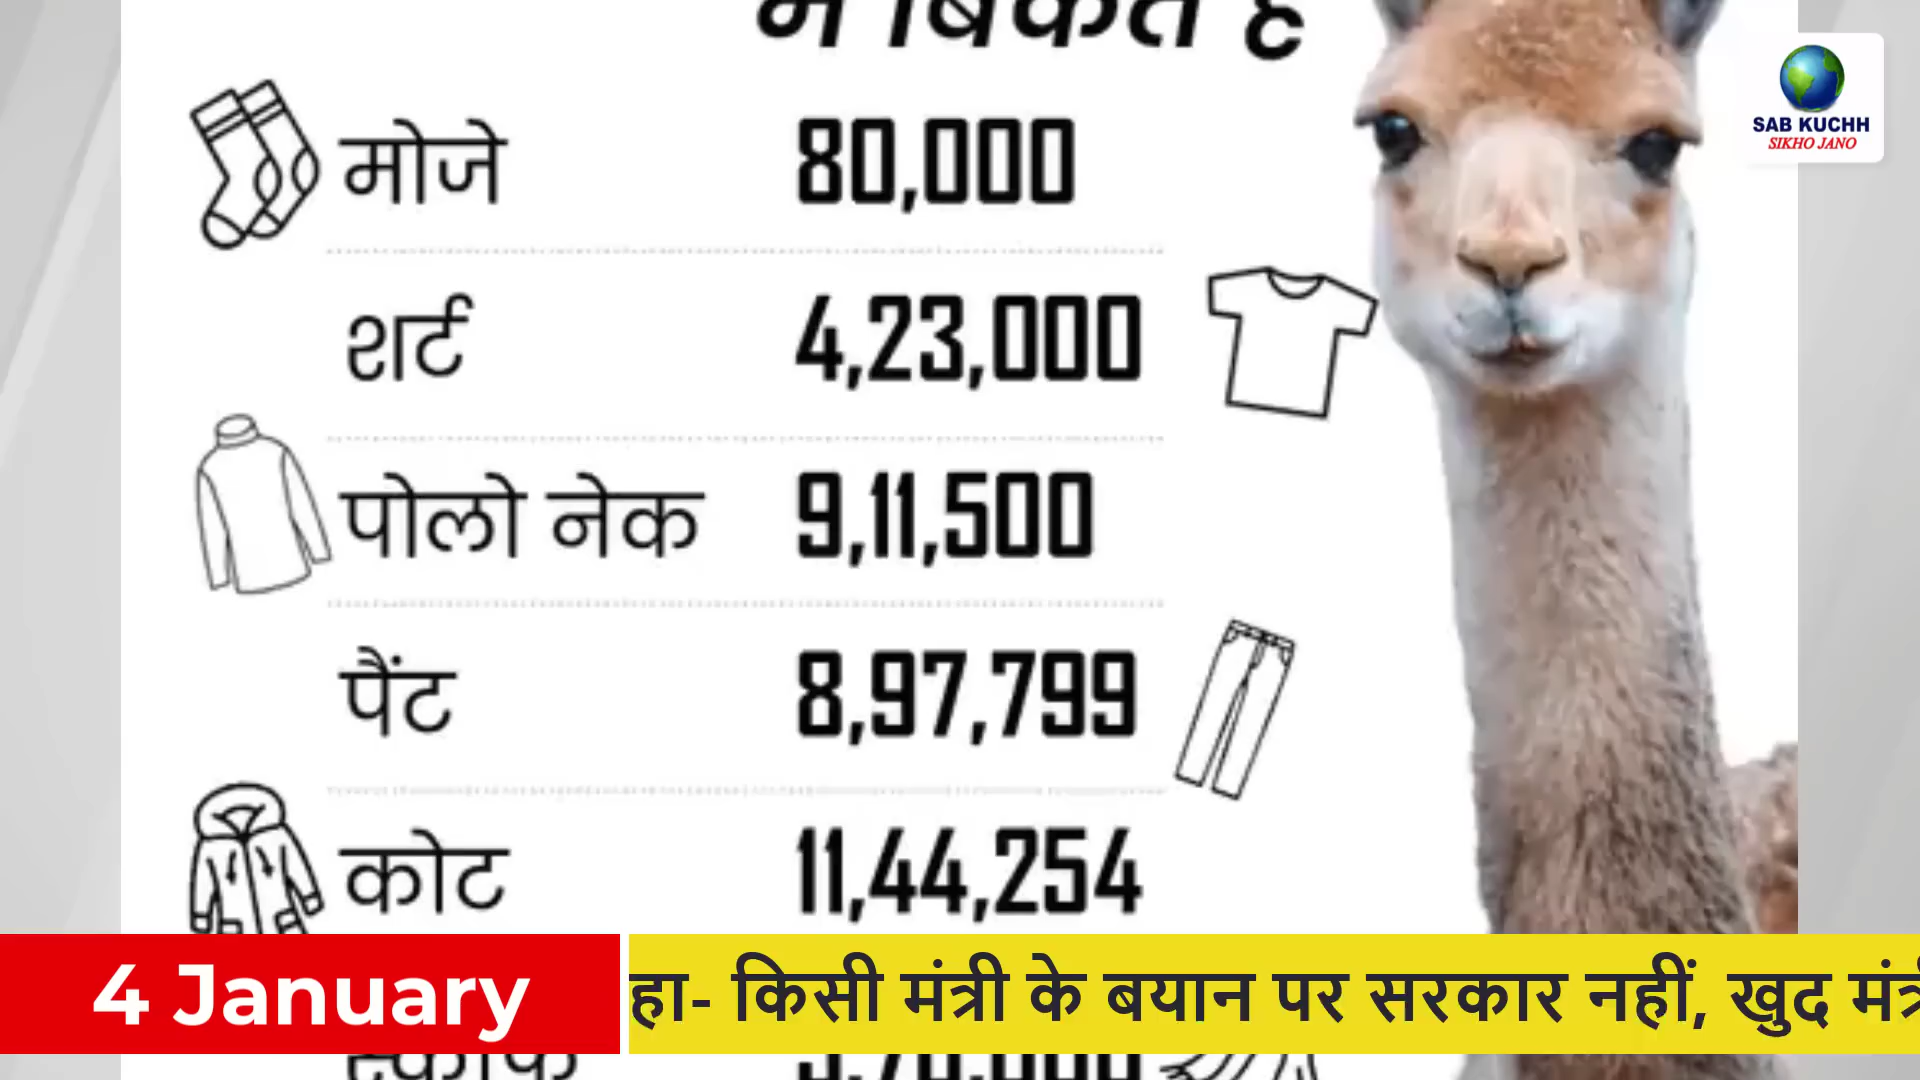 में बिकते हैं
SAB KUCHH
SIKHO JANO
मोजे 80,000
शर्ट 4,23,000
पोलो नेक 9,11,500
पैंट 8,97,799
कोट 11,44,254
4 January
हा- किसी मंत्री के बयान पर सरकार नहीं, खुद